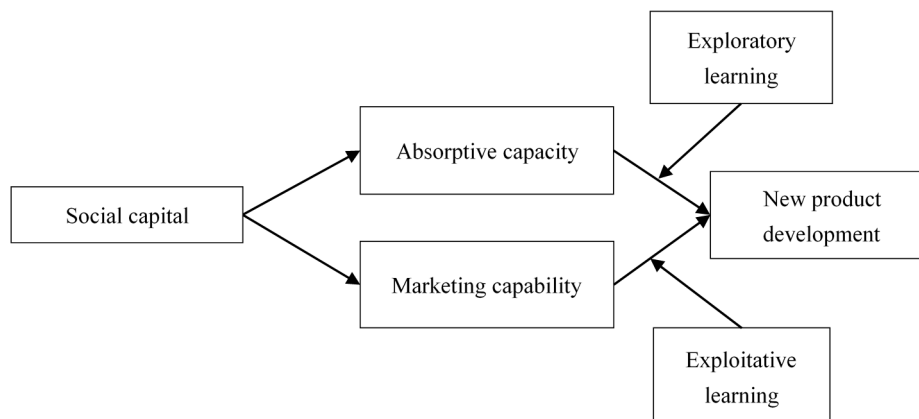 Exploratory
learning
Absorptive capacity
Social capital
New product
development
Marketing capability
Exploitative
learning